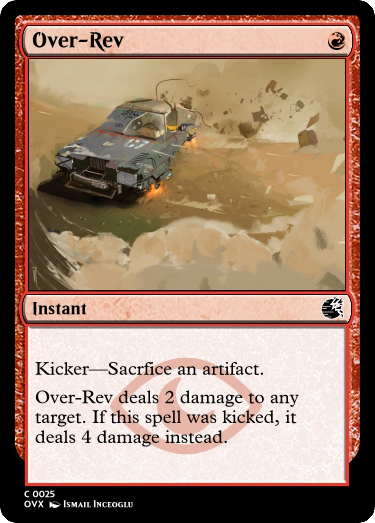 Over-Rev
Instant
Kicker—Sacrfice an artifact.
Over-Rev deals 2 damage to any
target. If this spell was kicked, it
deals 4 damage instead.
C 0025
OVX Ismail Inceoglu